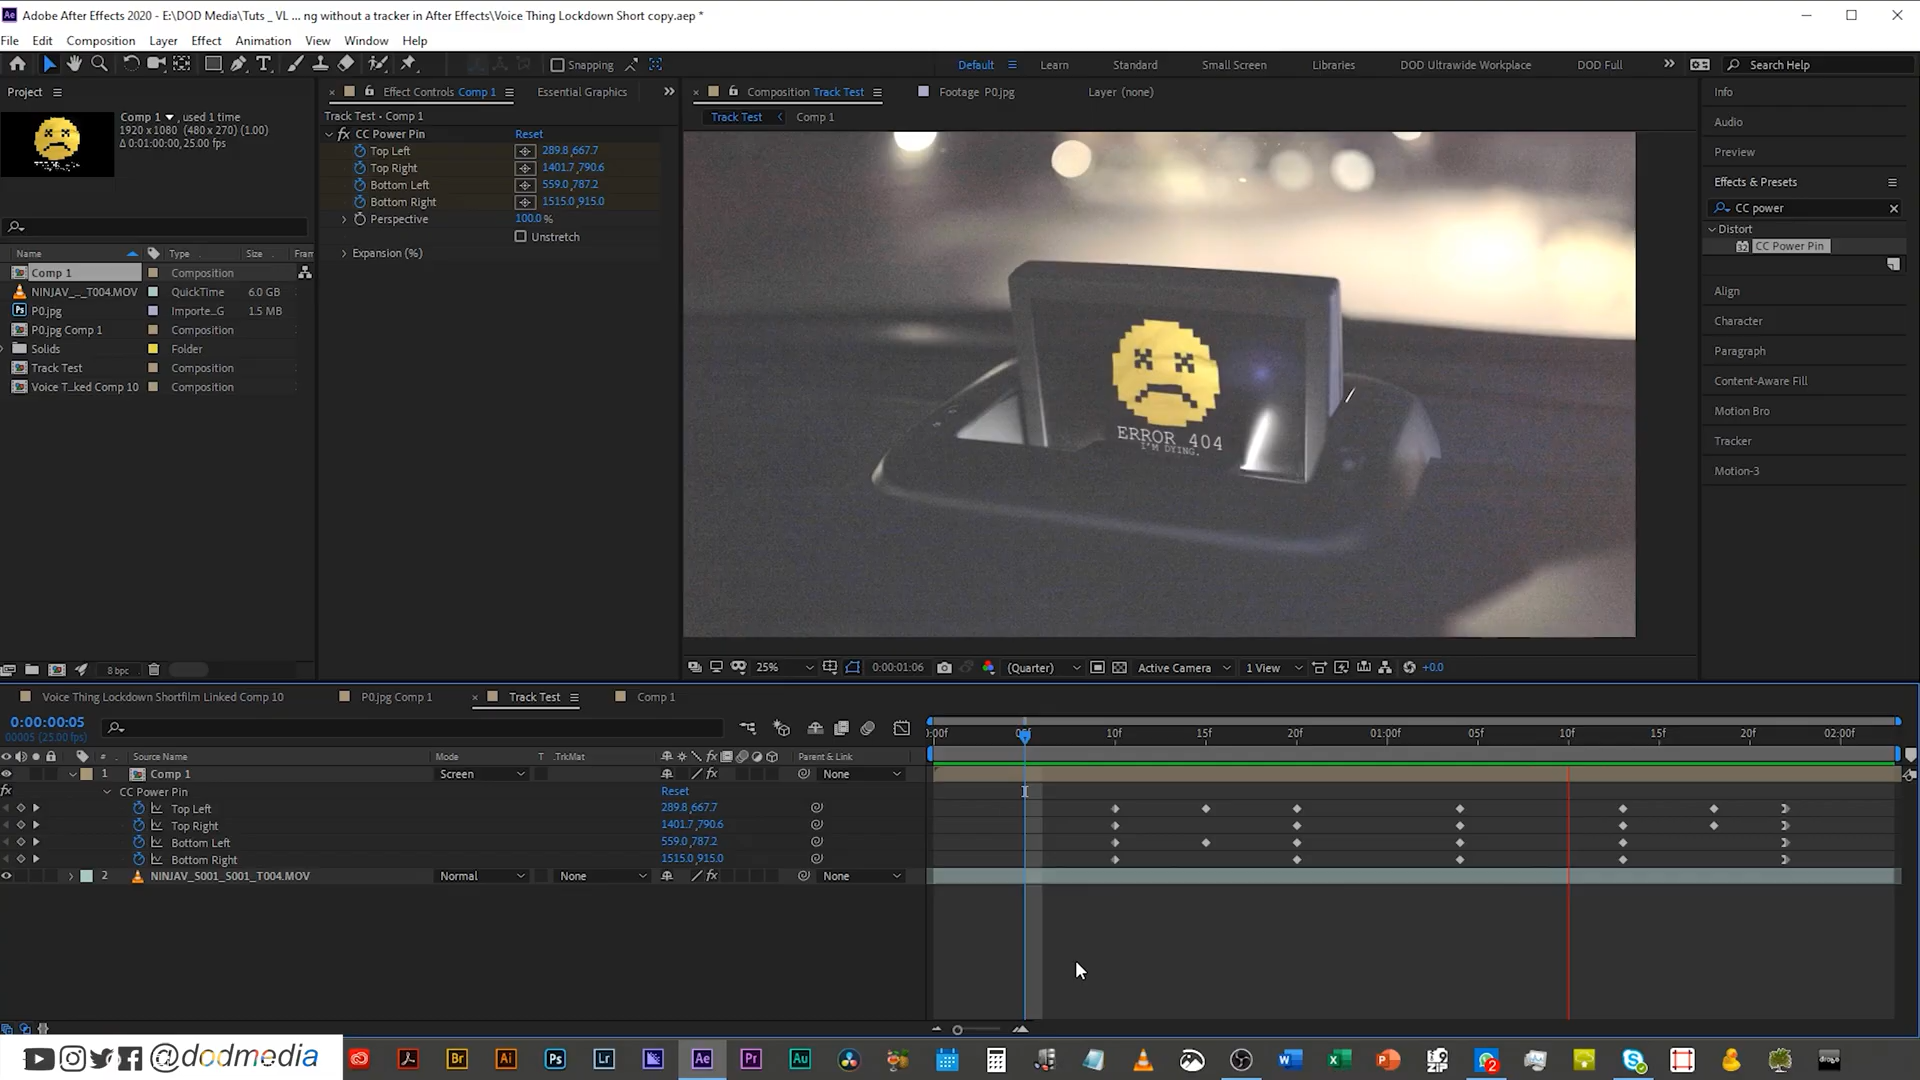 Adobe After Effects 2020 - E:\DOD Media\Tuts _ VL ... ng without a tracker in After Effects\Voice Thing Lockdown Short copy.aep *
File Edit Composition Layer Effect Animation View Window Help
Snapping
Default Learn Standard Small Screen Libraries DOD Ultrawide Workplace DOD Full
Search Help
Project
Comp 1 , used 1 time
1920 x 1080 (480 x 270) (1.00)
Δ 0:01:00:00, 25.00 fps
Name Type Size Fram
Comp 1 Composition
NINJAV_..._T004.MOV QuickTime 6.0 GB
P0.jpg Importe...G 1.5 MB
P0.jpg Comp 1 Composition
Solids Folder
Track Test Composition
Voice T...ked Comp 10 Composition
8 bpc
Effect Controls Comp 1 Essential Graphics
Track Test • Comp 1
fx CC Power Pin Reset
Top Left 289.8,667.7
Top Right 1401.7,790.6
Bottom Left 559.0,787.2
Bottom Right 1515.0,915.0
Perspective 100.0 %
Unstretch
Expansion (%)
Composition Track Test Footage P0.jpg Layer (none)
Track Test Comp 1
ERROR 404
I'M DYING.
25% 0:00:01:06 (Quarter) Active Camera 1 View +0.0
Info
Audio
Preview
Effects & Presets
CC power
Distort
CC Power Pin
Align
Character
Paragraph
Content-Aware Fill
Motion Bro
Tracker
Motion-3
Voice Thing Lockdown Shortfilm Linked Comp 10 P0.jpg Comp 1 Track Test Comp 1
0:00:00:05
00005 (25.00 fps)
:00f 10f 15f 20f 01:00f 05f 10f 15f 20f 02:00f
# Source Name Mode T .TrkMat Parent & Link
1 Comp 1 Screen None
fx CC Power Pin Reset
Top Left 289.8,667.7
Top Right 1401.7,790.6
Bottom Left 559.0,787.2
Bottom Right 1515.0,915.0
2 NINJAV_S001_S001_T004.MOV Normal None None
@dodmedia
Br Ai Ps Lr Ae Pr Au
ZIP
2